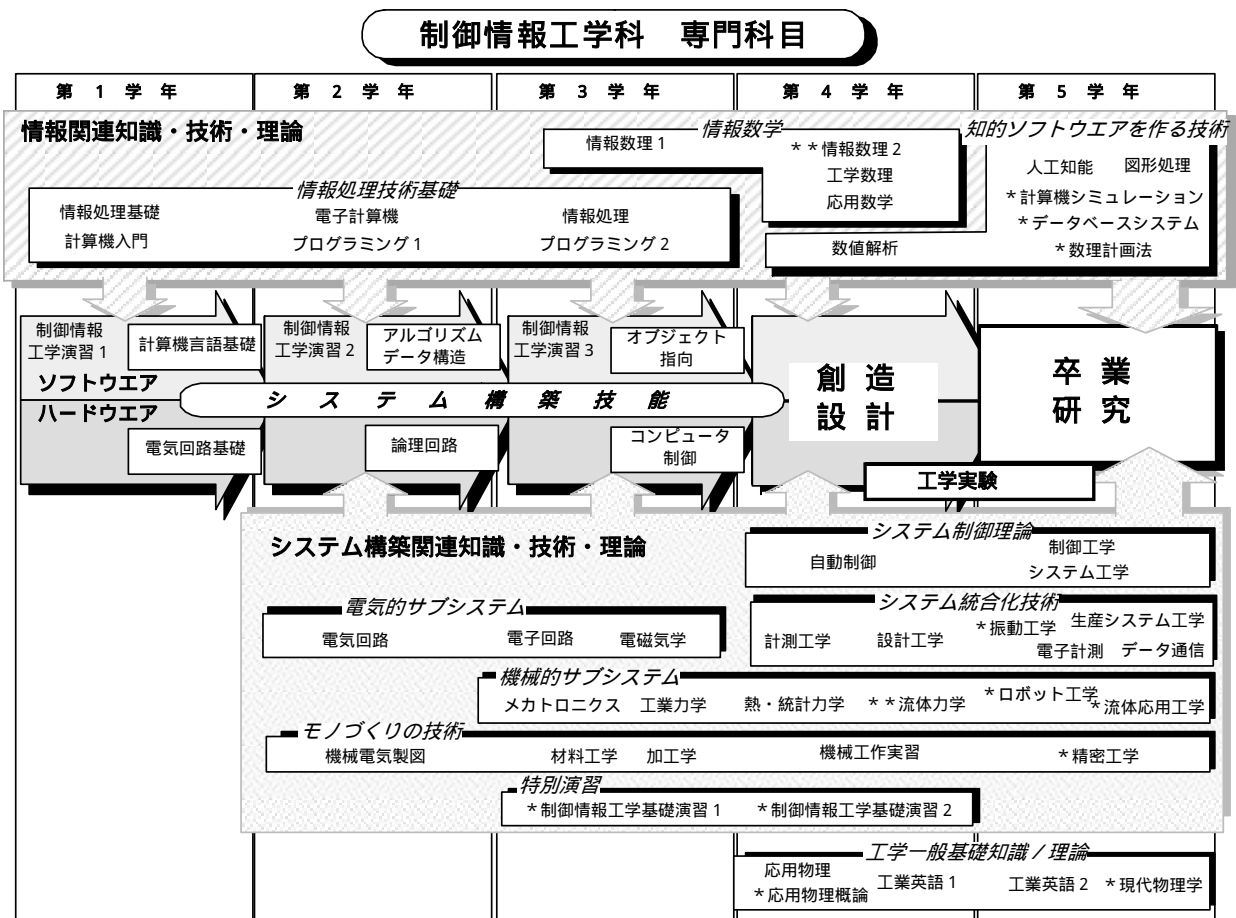 制御情報工学科　専門科目
第 1 学 年
第 2 学 年
第 3 学 年
第 4 学 年
第 5 学 年
情報関連知識・技術・理論
情報数学
情報数理 1
＊＊情報数理 2
工学数理
応用数学
知的ソフトウエアを作る技術
人工知能
図形処理
＊計算機シミュレーション
＊データベースシステム
＊数理計画法
数値解析
情報処理技術基礎
情報処理基礎
計算機入門
電子計算機
プログラミング 1
情報処理
プログラミング 2
制御情報
工学演習 1
計算機言語基礎
制御情報
工学演習 2
アルゴリズム
データ構造
制御情報
工学演習 3
オブジェクト
指向
ソフトウエア
ハードウエア
シ ス テ ム 構 築 技 能
電気回路基礎
論理回路
コンピュータ
制御
創 造
設 計
卒 業
研 究
工学実験
システム構築関連知識・技術・理論
システム制御理論
自動制御
制御工学
システム工学
電気的サブシステム
電気回路
電子回路
電磁気学
システム統合化技術
計測工学
設計工学
＊振動工学
生産システム工学
電子計測
データ通信
機械的サブシステム
メカトロニクス
工業力学
熱・統計力学
＊＊流体力学
＊ロボット工学
＊流体応用工学
モノづくりの技術
機械電気製図
材料工学
加工学
機械工作実習
＊精密工学
特別演習
＊制御情報工学基礎演習 1
＊制御情報工学基礎演習 2
工学一般基礎知識 / 理論
応用物理
＊応用物理概論
工業英語 1
工業英語 2
＊現代物理学